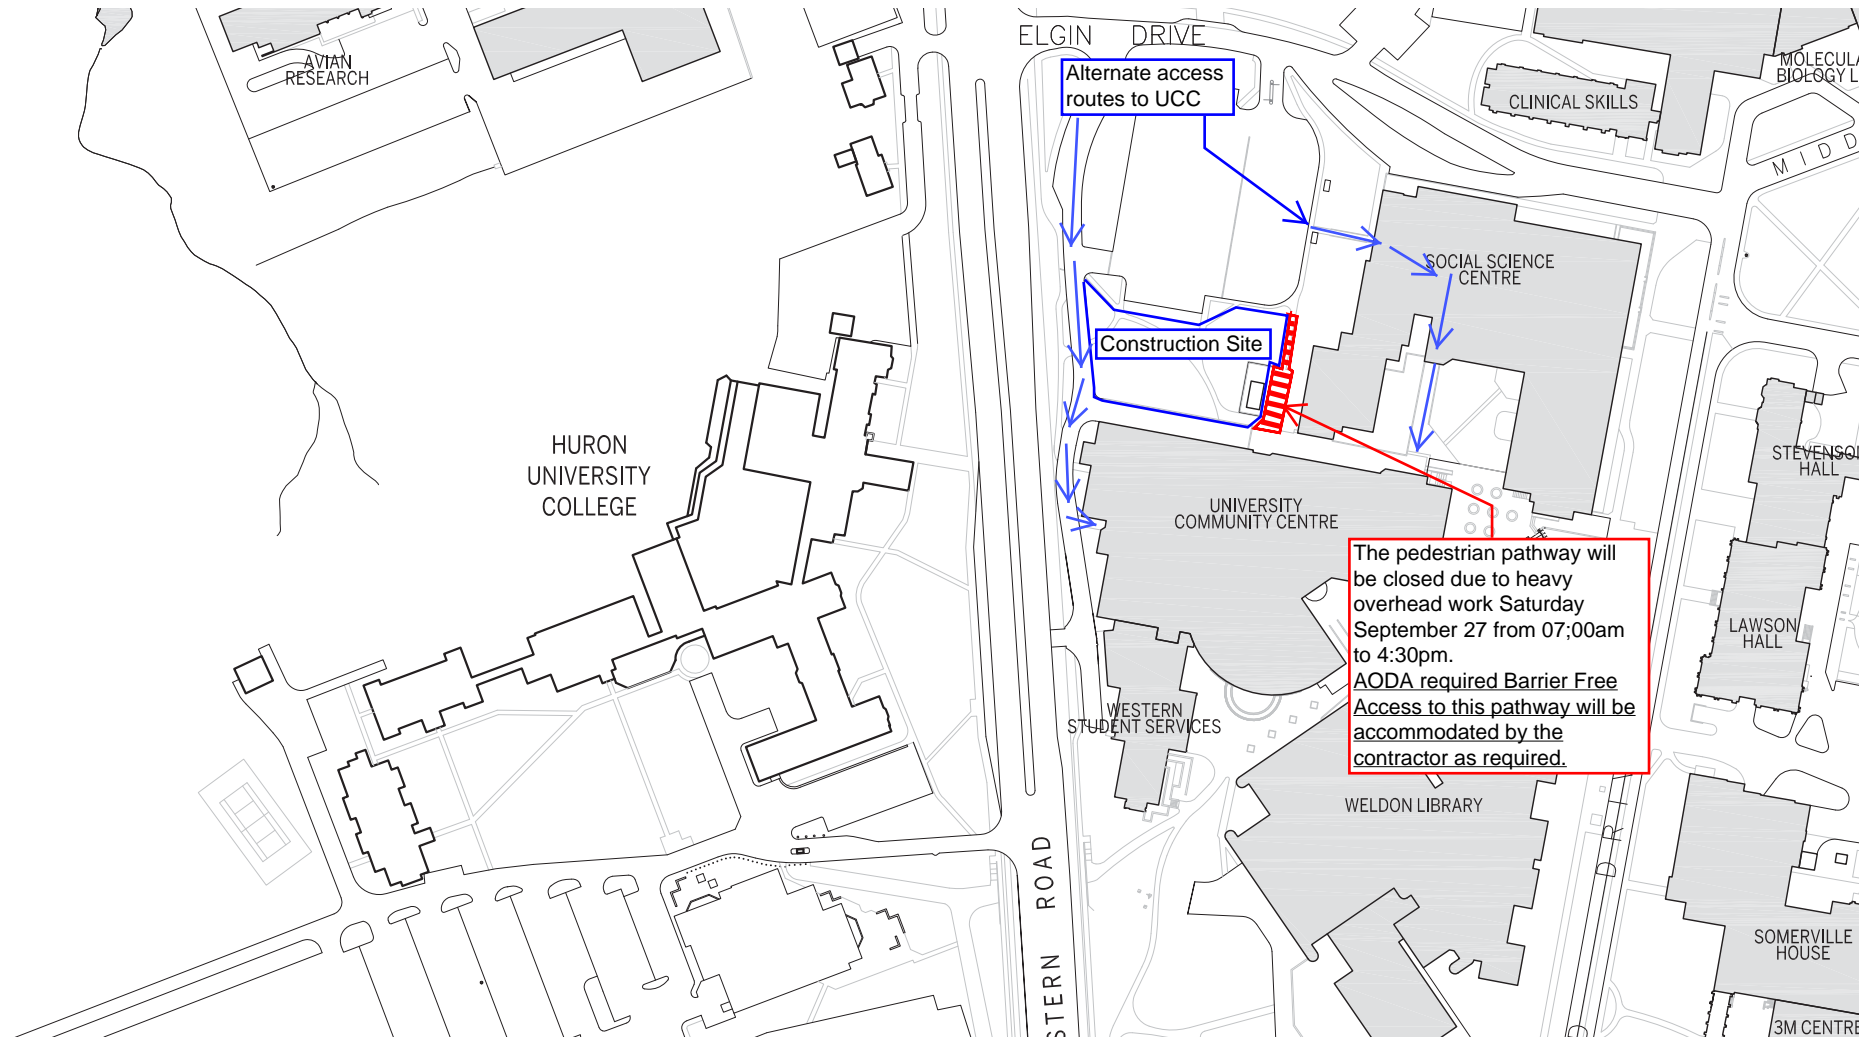 ELGIN DRIVE
AVIAN
RESEARCH
Alternate access
routes to UCC
CLINICAL SKILLS
BIOLOGY
MIDD
SOCIAL SCIENCE
CENTRE
Construction Site
HURON
UNIVERSITY
COLLEGE
UNIVERSITY
COMMUNITY CENTRE
HALL
The pedestrian pathway will
be closed due to heavy
overhead work Saturday
September 27 from 07;00am
to 4:30pm.
AODA required Barrier Free
Access to this pathway will be
accommodated by the
contractor as required.
LAWSON
HALL
WESTERN
STUDENT SERVICES
WELDON LIBRARY
STERN ROAD
SOMERVILLE
HOUSE
3M CENTRE